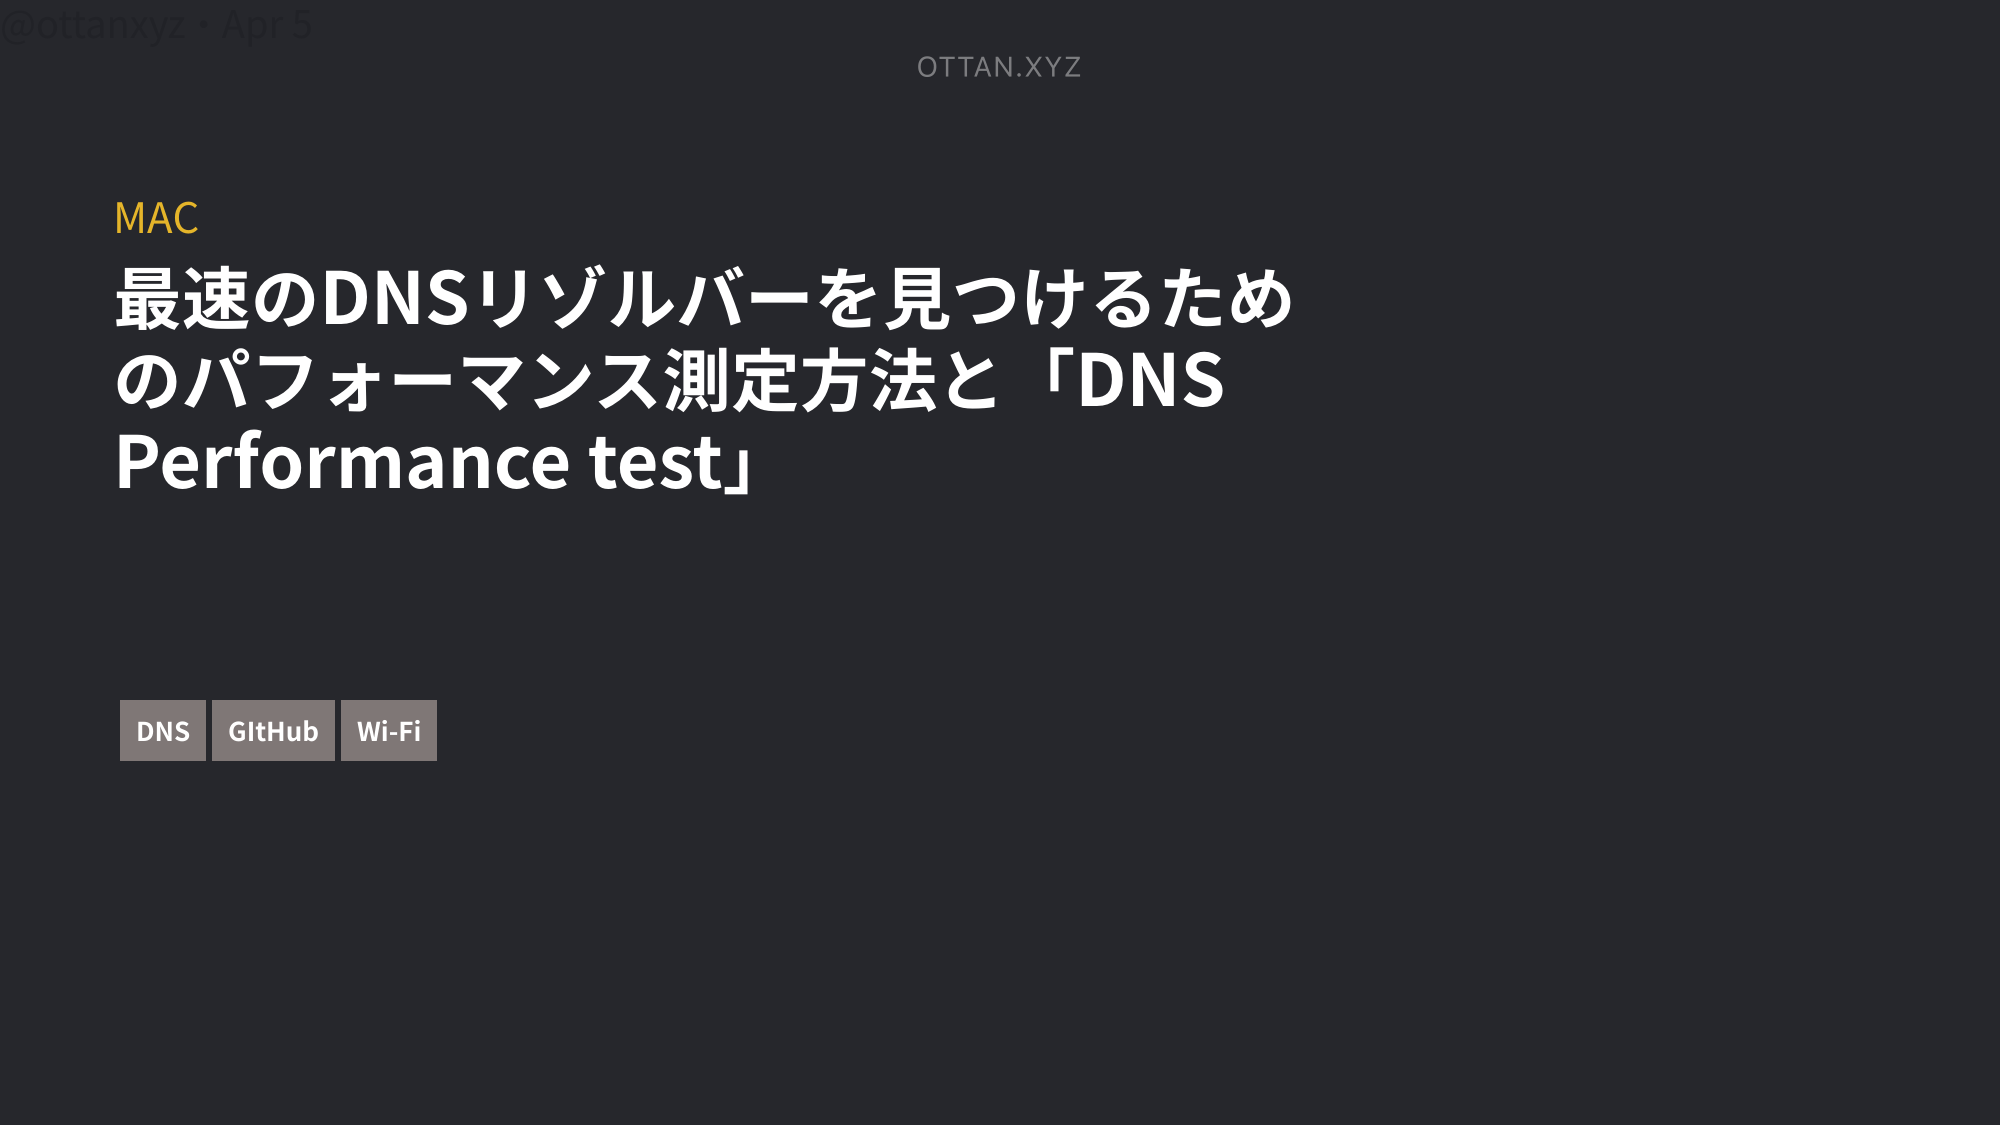 @ottanxyz・Apr 5
OTTAN.XYZ
MAC
最速のDNSリゾルバーを見つけるため
のパフォーマンス測定方法と「DNS
Performance test」
DNS
GItHub
Wi-Fi